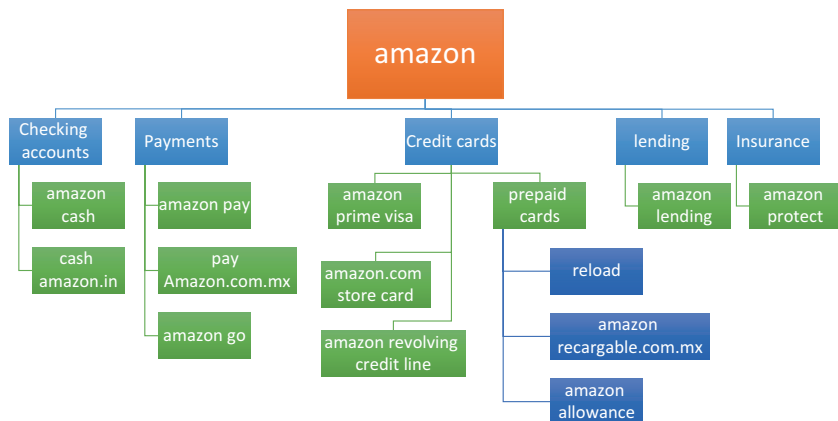 amazon
Checking
accounts
Payments
Credit cards
lending
Insurance
amazon
cash
cash
amazon.in
amazon pay
pay
Amazon.com.mx
amazon go
amazon
prime visa
amazon.com
store card
amazon revolving
credit line
prepaid
cards
reload
amazon
recargable.com.mx
amazon
allowance
amazon
lending
amazon
protect